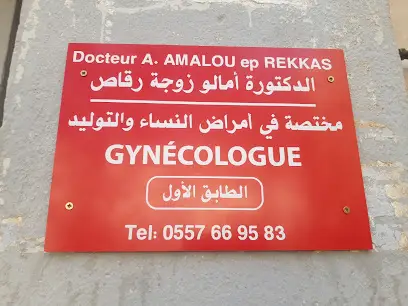 Docteur A. AMALOU ep REKKAS
الدكتورة أمالو زوجة رقاص
مختصة في أمراض النساء والتوليد
GYNÉCOLOGUE
الطابق الأول
Tel: 0557 66 95 83